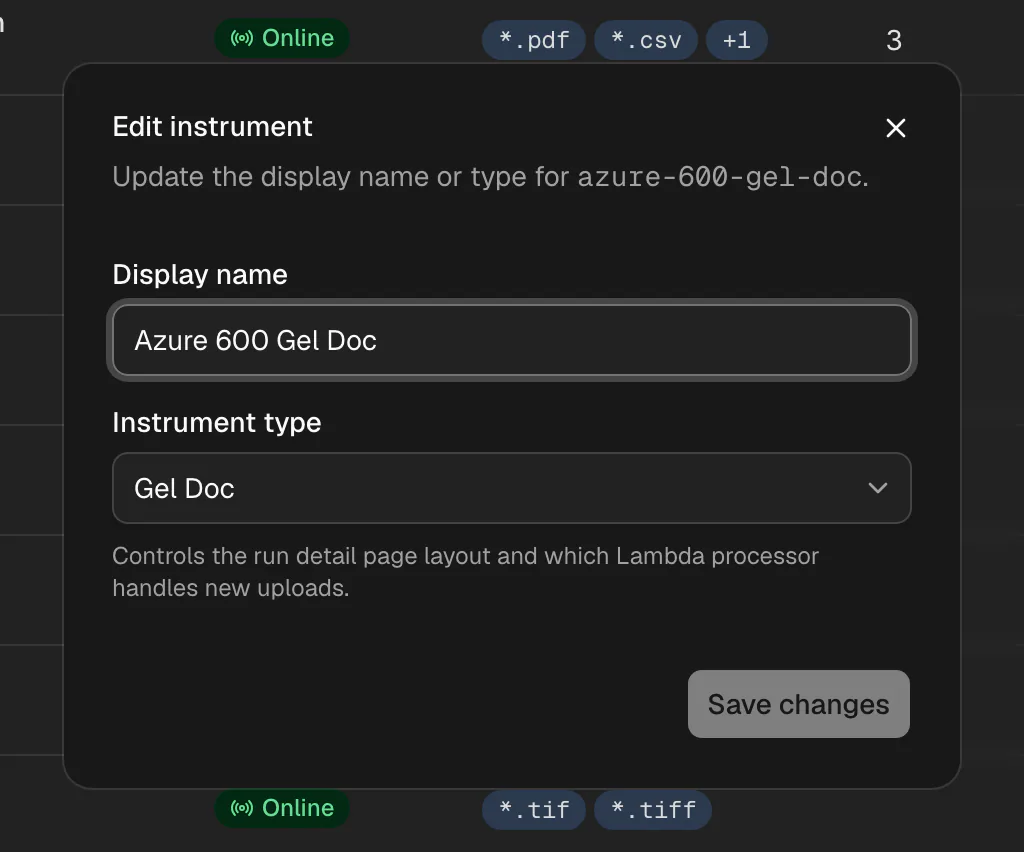 Online *.pdf *.csv +1 3
Edit instrument
Update the display name or type for azure-600-gel-doc.
Display name
Azure 600 Gel Doc
Instrument type
Gel Doc
Controls the run detail page layout and which Lambda processor
handles new uploads.
Save changes
Online *.tif *.tiff